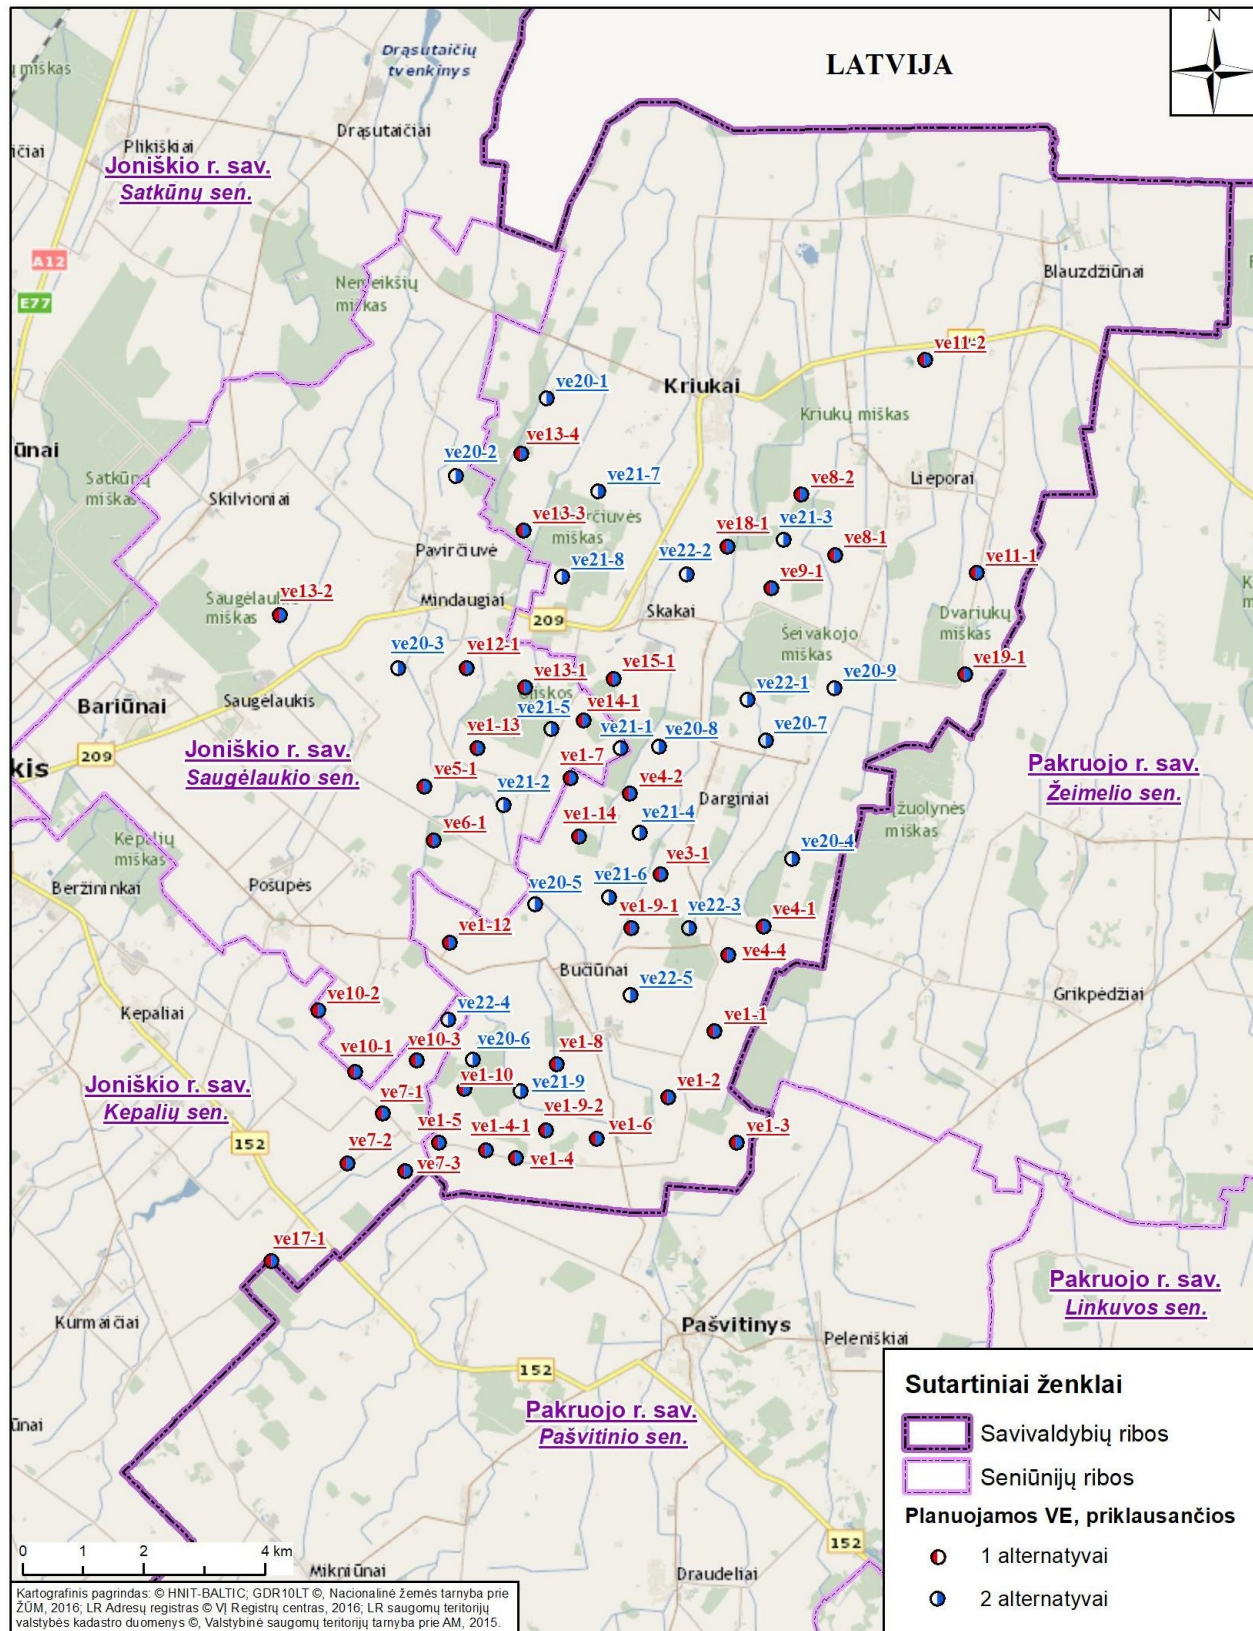 N
LATVIJA
Drąsutaičių
tvenkinys
miškas
Drąsutaičiai
Plikiškiai
ičiai
Joniškio r. sav.
Satkūnų sen.
A12
E77
Nemeikšių
miškas
Blauzdžiūnai
ve11-2
ve20-1
Kriukai
Kriukų miškas
ve13-4
ūnai
ve20-2
ve21-7
ve8-2
Lieporai
Satkūnų
miškas
Skilvioniai
ve13-3
rčiuvės
miškas
ve18-1
ve21-3
ve8-1
Pavirčiuvė
ve21-8
ve22-2
ve9-1
ve11-1
ve13-2
Saugėlaukio
miškas
Mindaugiai
209
Skakai
Dvariukų
miškas
Šeivakojo
miškas
ve20-3
ve12-1
ve13-1
ve15-1
ve19-1
ve20-9
ve22-1
Bariūnai
Saugėlaukis
ve21-5
ve14-1
ve1-13
ve21-1
ve20-8
ve20-7
209
kis
Joniškio r. sav.
Saugėlaukio sen.
ve5-1
ve1-7
ve4-2
Pakruojo r. sav.
Žeimelio sen.
ve21-2
Darginiai
ve6-1
ve1-14
ve21-4
ąžuolynės
miškas
Kepalių
miškas
ve20-4
ve3-1
Beržininkai
Pošupės
ve20-5
ve21-6
ve1-9-1
ve22-3
ve4-1
ve1-12
ve4-4
Bučiūnai
ve22-5
Grikpėdžiai
ve10-2
Kepaliai
ve22-4
ve1-1
ve10-1
ve10-3
ve20-6
ve1-8
Joniškio r. sav.
Kepalių sen.
ve7-1
ve1-10
ve21-9
ve1-2
ve1-9-2
152
ve7-2
ve1-5
ve1-4-1
ve1-6
ve1-3
ve7-3
ve1-4
ve17-1
Kurmaičiai
Pašvitinys
Peleniškiai
Pakruojo r. sav.
Linkuvos sen.
152
ūnai
Pakruojo r. sav.
Pašvitinio sen.
152
Mikniūnai
Draudeliai
Sutartiniai ženklai
Savivaldybių ribos
Seniūnijų ribos
Planuojamos VE, priklausančios
1 alternatyvai
2 alternatyvai
0 1 2 4 km
Kartografinis pagrindas: © HNIT-BALTIC; GDR10LT ©, Nacionalinė žemės tarnyba prie
ŽŪM, 2016; LR Adresų registras © VĮ Registrų centras, 2016; LR saugomų teritorijų
valstybės kadastro duomenys ©, Valstybinė saugomų teritorijų tarnyba prie AM, 2015.